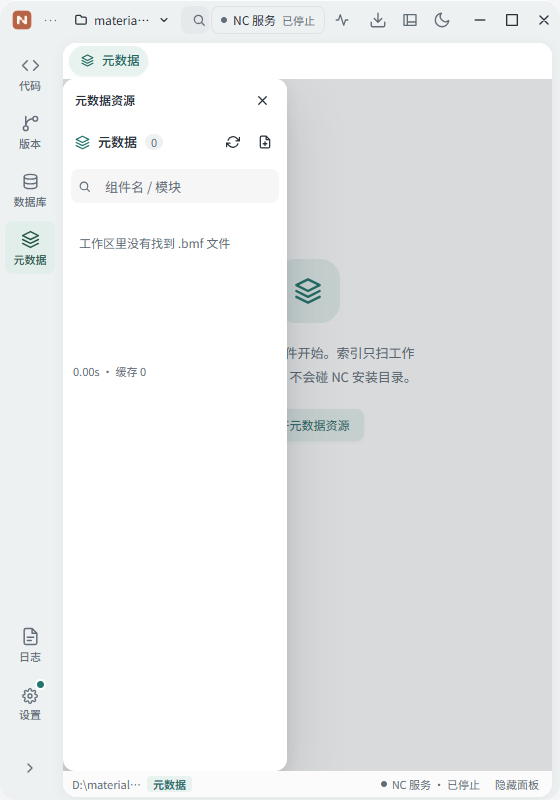 N ··· materia··· NC 服务 已停止
代码
版本
数据库
元数据
日志
设置
元数据
元数据资源
元数据 0
组件名 / 模块
工作区里没有找到 .bmf 文件
0.00s · 缓存 0
件开始。索引只扫工作
不会碰 NC 安装目录。
元数据资源
D:\material··· 元数据 NC 服务 · 已停止 隐藏面板